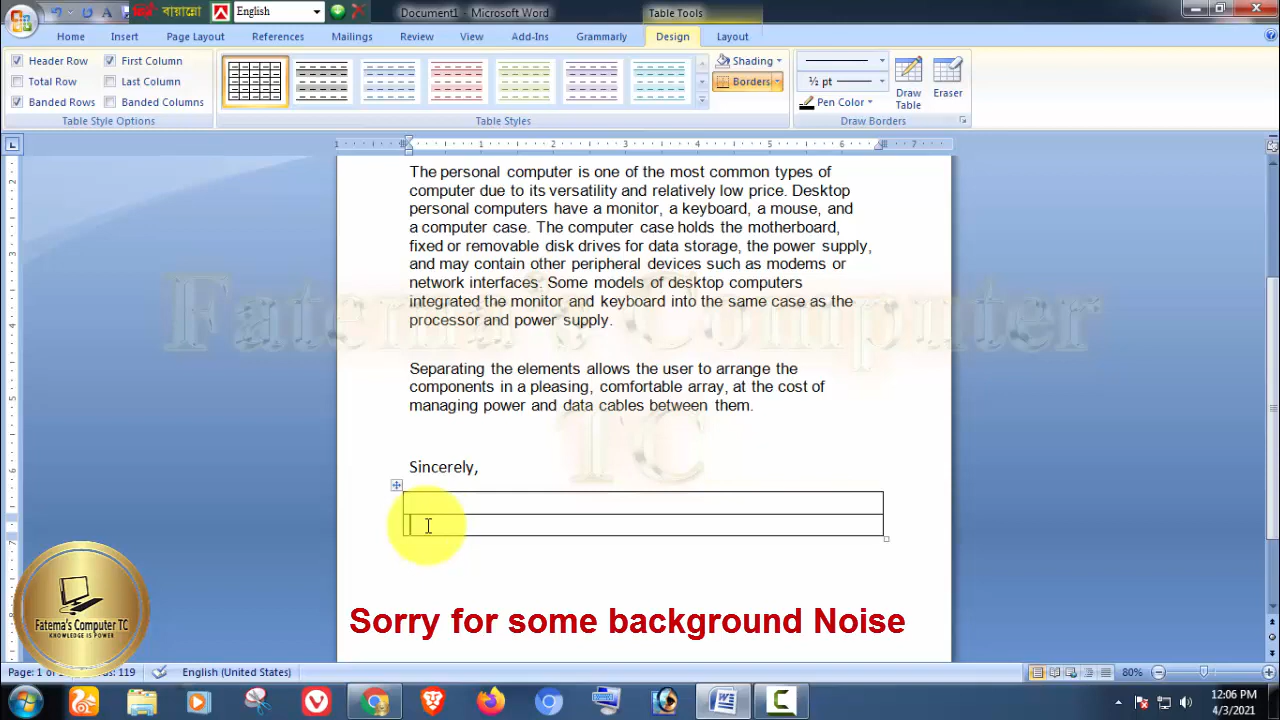 বায়ান্নো
English
Document1 - Microsoft Word
Table Tools
Home
Insert
Page Layout
References
Mailings
Review
View
Add-Ins
Grammarly
Design
Layout
Header Row
First Column
Total Row
Last Column
Banded Rows
Banded Columns
Table Style Options
Table Styles
Shading
Borders
½ pt
Pen Color
Draw Table
Eraser
Draw Borders
The personal computer is one of the most common types of
computer due to its versatility and relatively low price. Desktop
personal computers have a monitor, a keyboard, a mouse, and
a computer case. The computer case holds the motherboard,
fixed or removable disk drives for data storage, the power supply,
and may contain other peripheral devices such as modems or
network interfaces. Some models of desktop computers
integrated the monitor and keyboard into the same case as the
processor and power supply.
Separating the elements allows the user to arrange the
components in a pleasing, comfortable array, at the cost of
managing power and data cables between them.
Sincerely,
Fatema's Computer
TC
Fatema's Computer TC
KNOWLEDGE IS POWER
Sorry for some background Noise
Page: 1 of
119
English (United States)
80%
12:06 PM
4/3/2021